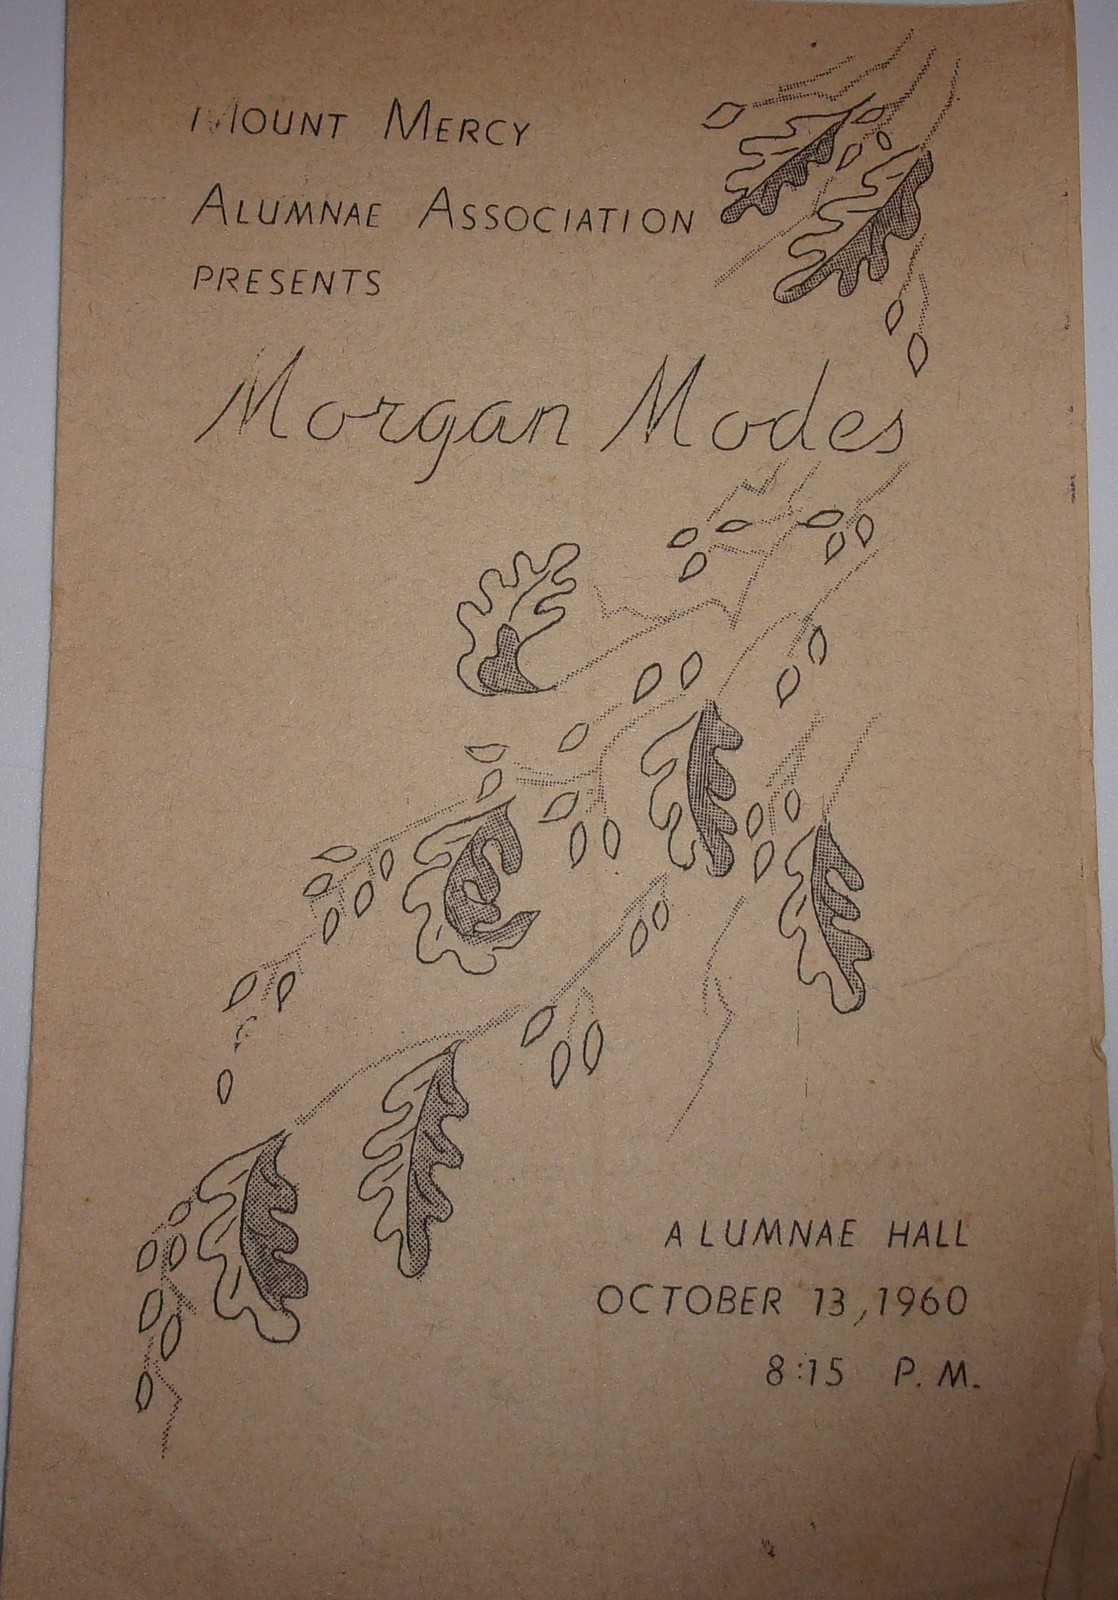 MOUNT MERCY
ALUMNAE ASSOCIATION
PRESENTS
Morgan Modes
ALUMNAE HALL
OCTOBER 13, 1960
8:15 P.M.